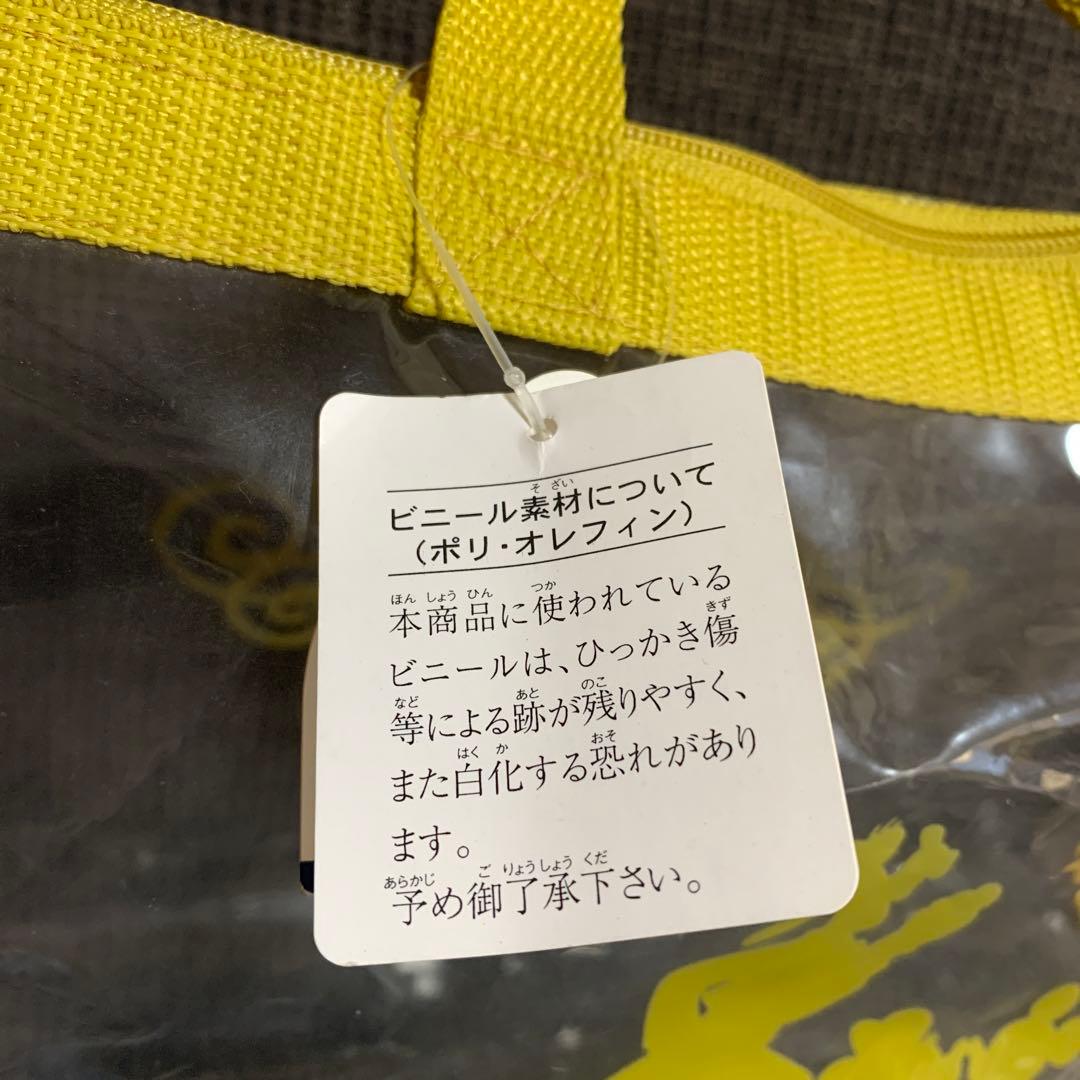 ビニール素材について
(ポリ・オレフィン)
本商品に使われている
ビニールは、ひっかき傷
等による跡が残りやすく、
また白化する恐れがあり
ます。
予め御了承下さい。